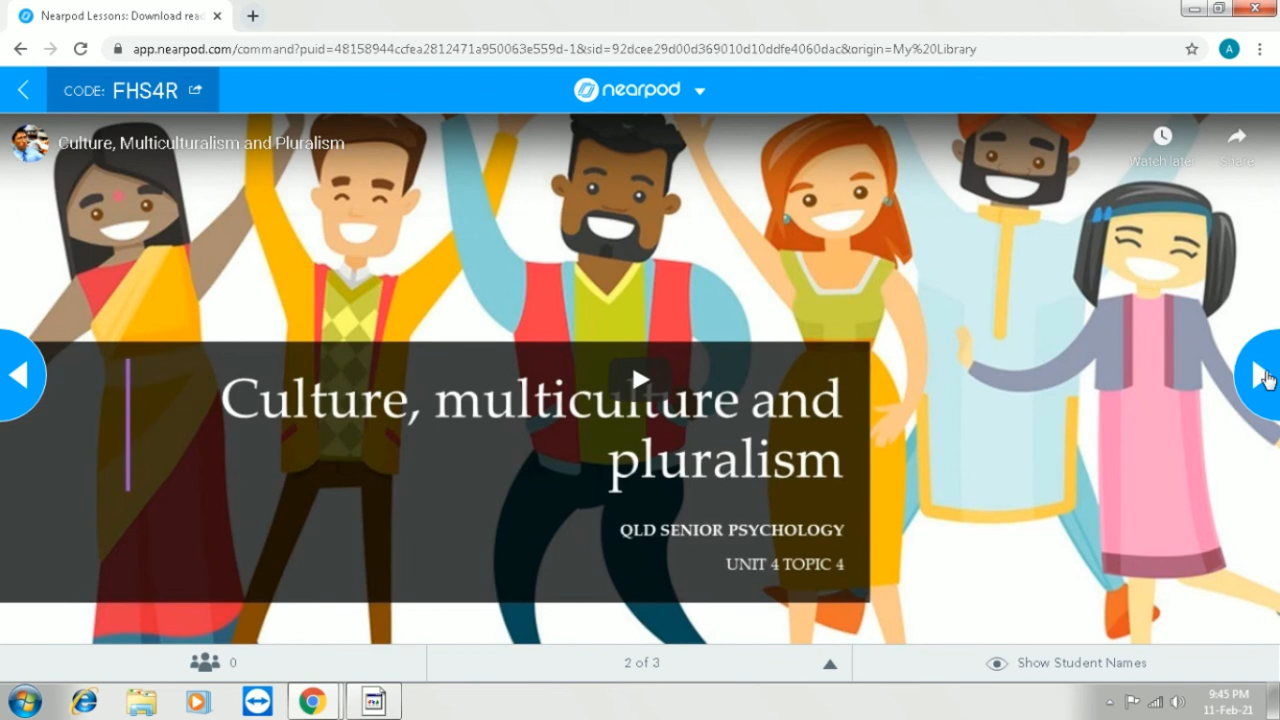 Nearpod Lessons: Download rea
app.nearpod.com/command?puid=48158944ccfea2812471a950063e559d-1&sid=92dcee29d00d369010d10ddfe4060dac&origin=My%20Library
A
CODE: FHS4R
nearpod
Culture, Multiculturalism and Pluralism
Watch later
Share
Culture, multiculture and
pluralism
QLD SENIOR PSYCHOLOGY
UNIT 4 TOPIC 4
0
2 of 3
Show Student Names
9:45 PM
11-Feb-21